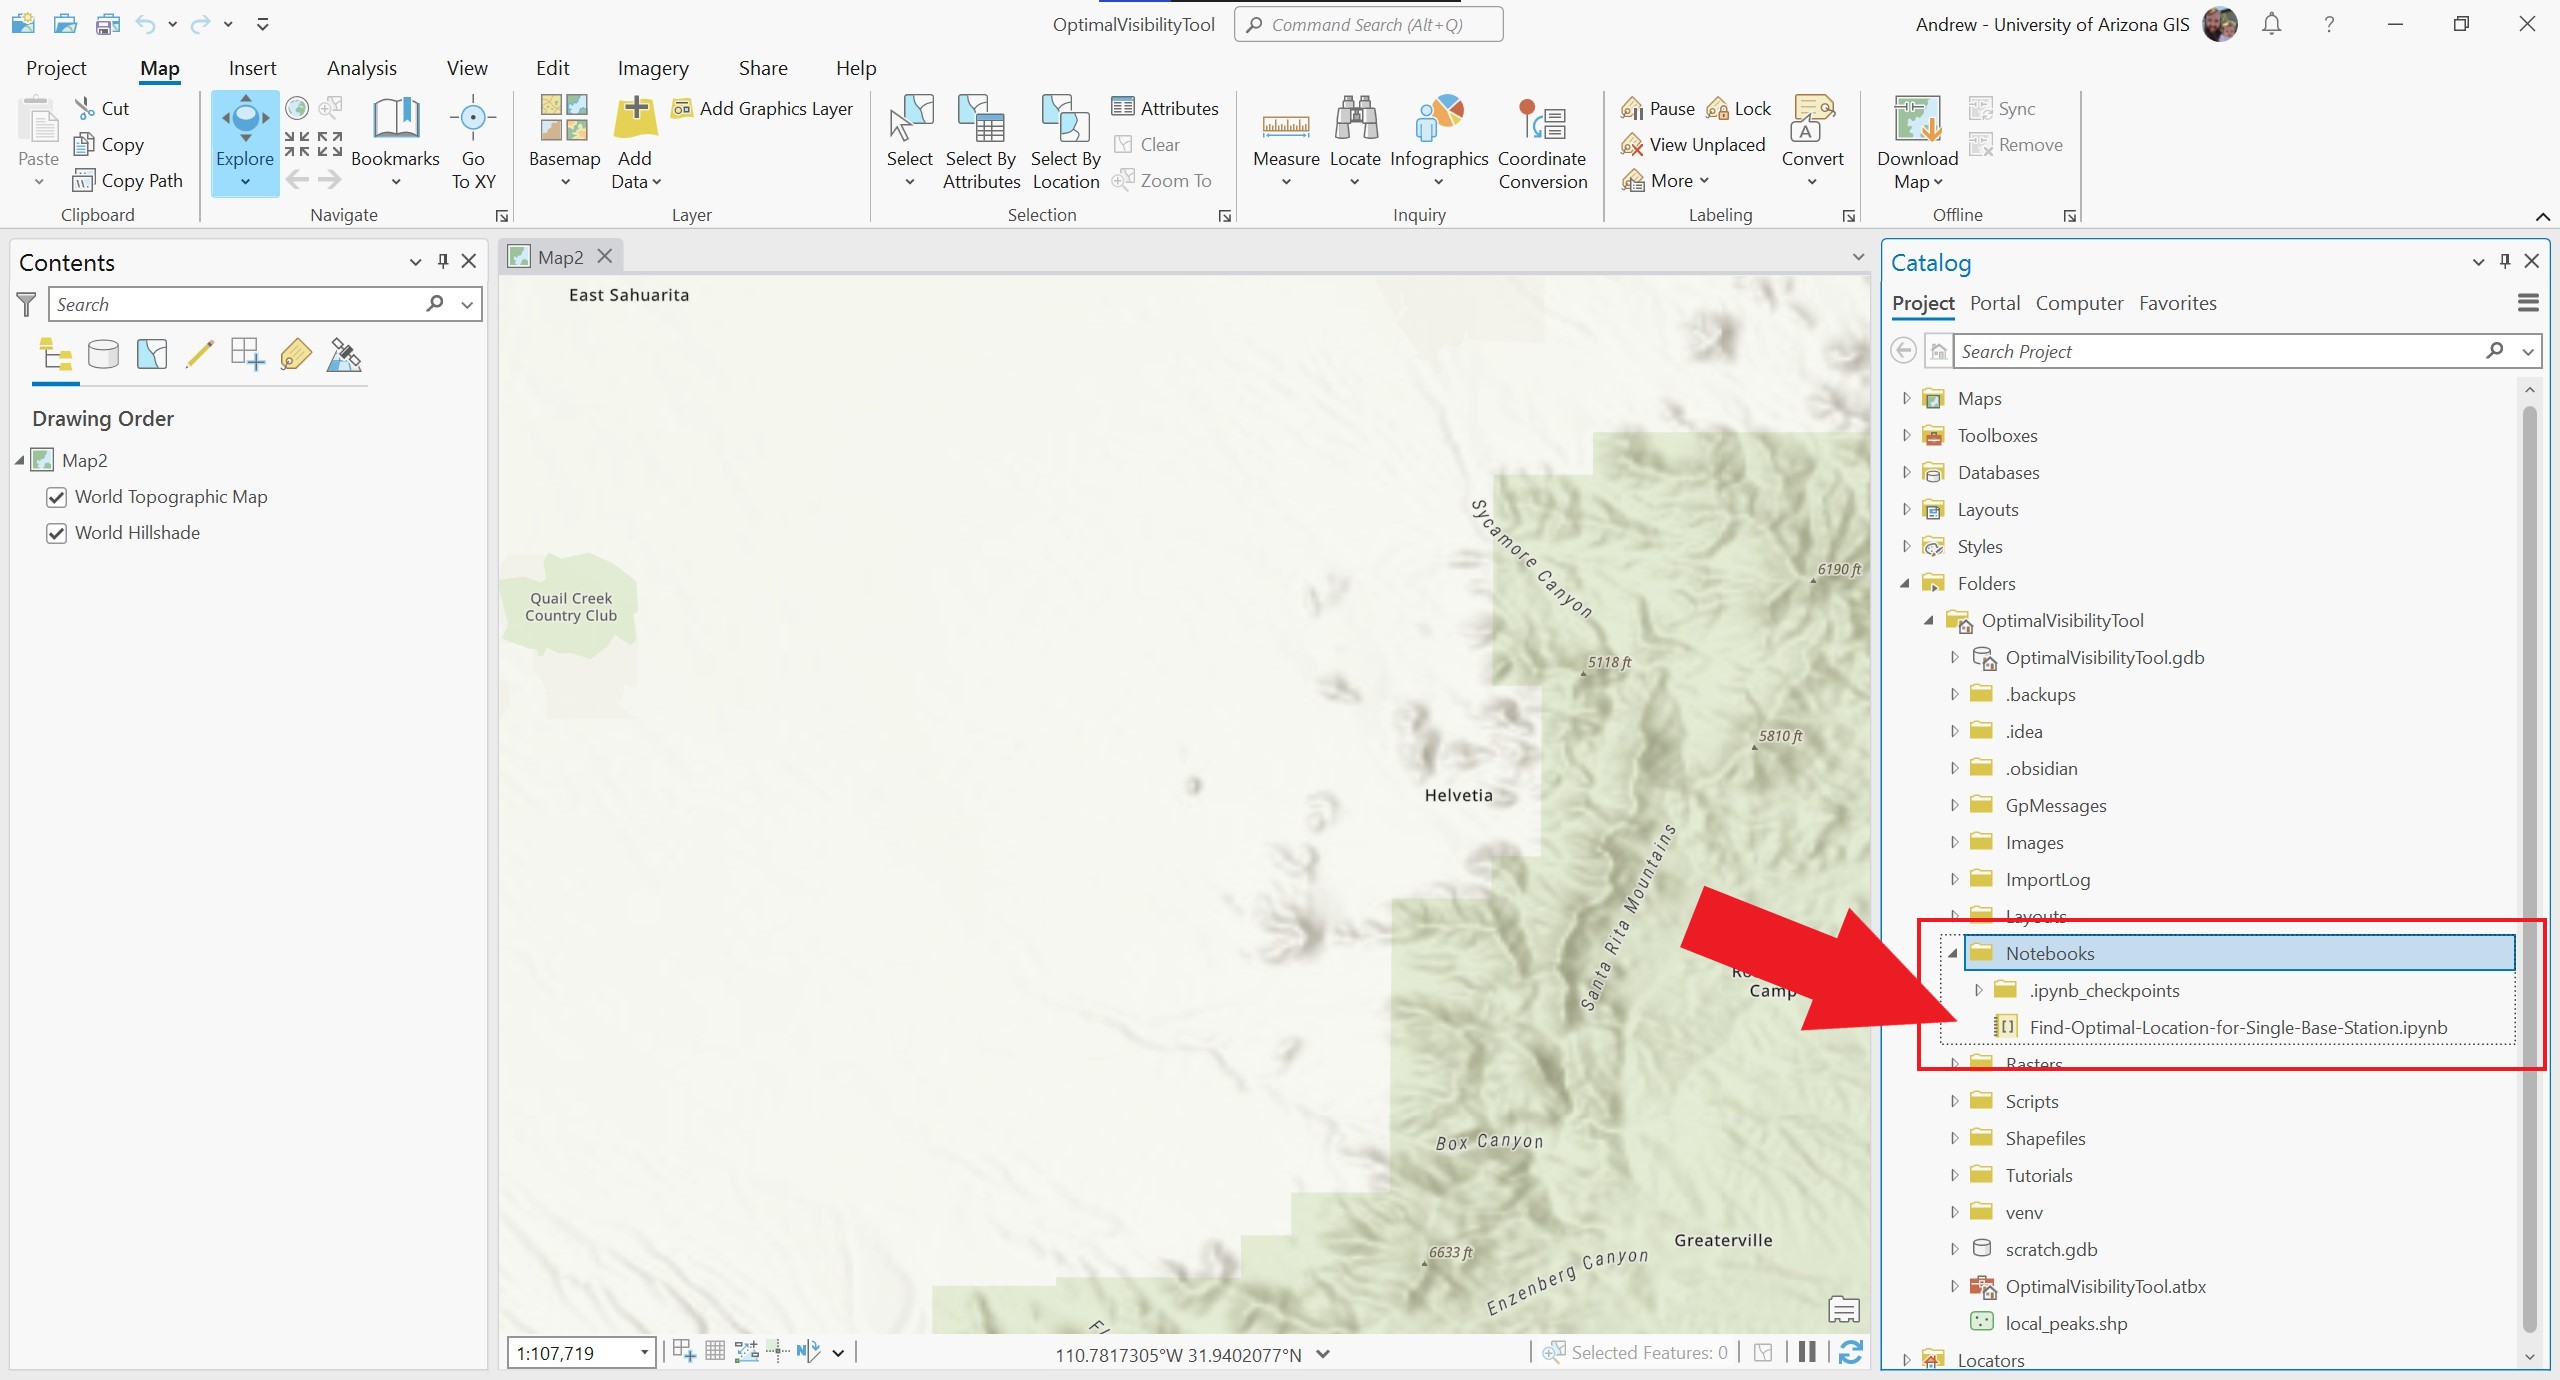 OptimalVisibilityTool
Command Search (Alt+Q)
Andrew - University of Arizona GIS
?
Project Map Insert Analysis View Edit Imagery Share Help
Paste
Cut
Copy
Copy Path
Clipboard
Explore
Bookmarks
Go
To XY
Navigate
Basemap
Add
Data
Add Graphics Layer
Layer
Select
Select By
Attributes
Select By
Location
Attributes
Clear
Zoom To
Selection
Measure
Locate
Infographics
Coordinate
Conversion
Inquiry
Pause
Lock
View Unplaced
More
A
Convert
Labeling
Download
Map
Sync
Remove
Offline
Contents
Search
Drawing Order
Map2
World Topographic Map
World Hillshade
Map2
East Sahuarita
Quail Creek
Country Club
Sycamore Canyon
6190 ft
5118 ft
5810 ft
Helvetia
Santa Rita Mountains
Camp
Box Canyon
Greaterville
6633 ft
Enzenberg Canyon
1:107,719
N
110.7817305°W 31.9402077°N
Selected Features: 0
Catalog
Project Portal Computer Favorites
Search Project
Maps
Toolboxes
Databases
Layouts
Styles
Folders
OptimalVisibilityTool
OptimalVisibilityTool.gdb
.backups
.idea
.obsidian
GpMessages
Images
ImportLog
Layouts
Notebooks
.ipynb_checkpoints
Find-Optimal-Location-for-Single-Base-Station.ipynb
Rasters
Scripts
Shapefiles
Tutorials
venv
scratch.gdb
OptimalVisibilityTool.atbx
local_peaks.shp
Locators